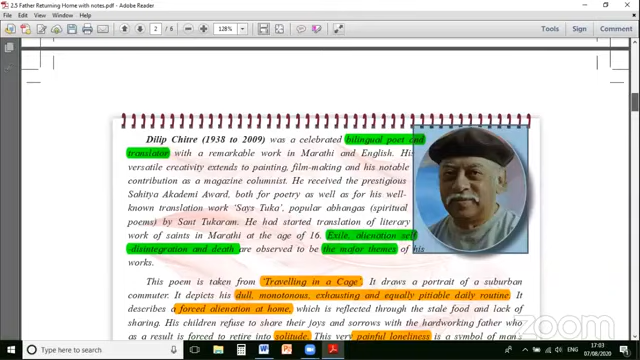 2.5 Father Returning Home with notes.pdf - Adobe Reader
File Edit View Window Help
2 / 6
128%
Tools
Sign
Comment
Dilip Chitre (1938 to 2009) was a celebrated bilingual poet and
translator with a remarkable work in Marathi and English. His
versatile creativity extends to painting, film-making and his notable
contribution as a magazine columnist. He received the prestigious
Sahitya Akademi Award, both for poetry as well as for his well-
known translation work 'Says Tuka', popular abhangas (spiritual
poems) by Sant Tukaram. He had started translation of literary
work of saints in Marathi at the age of 16. Exile, alienation self
-disintegration and death are observed to be the major themes of his
works.
This poem is taken from 'Travelling in a Cage'. It draws a portrait of a suburban
commuter. It depicts his dull, monotonous, exhausting and equally pitiable daily routine. It
describes a forced alienation at home, which is reflected through the stale food and lack of
sharing. His children refuse to share their joys and sorrows with the hardworking father who
as a result is forced to retire into solitude. This very painful loneliness is a symbol of man's
zoom
Type here to search
17:03
07/08/2020